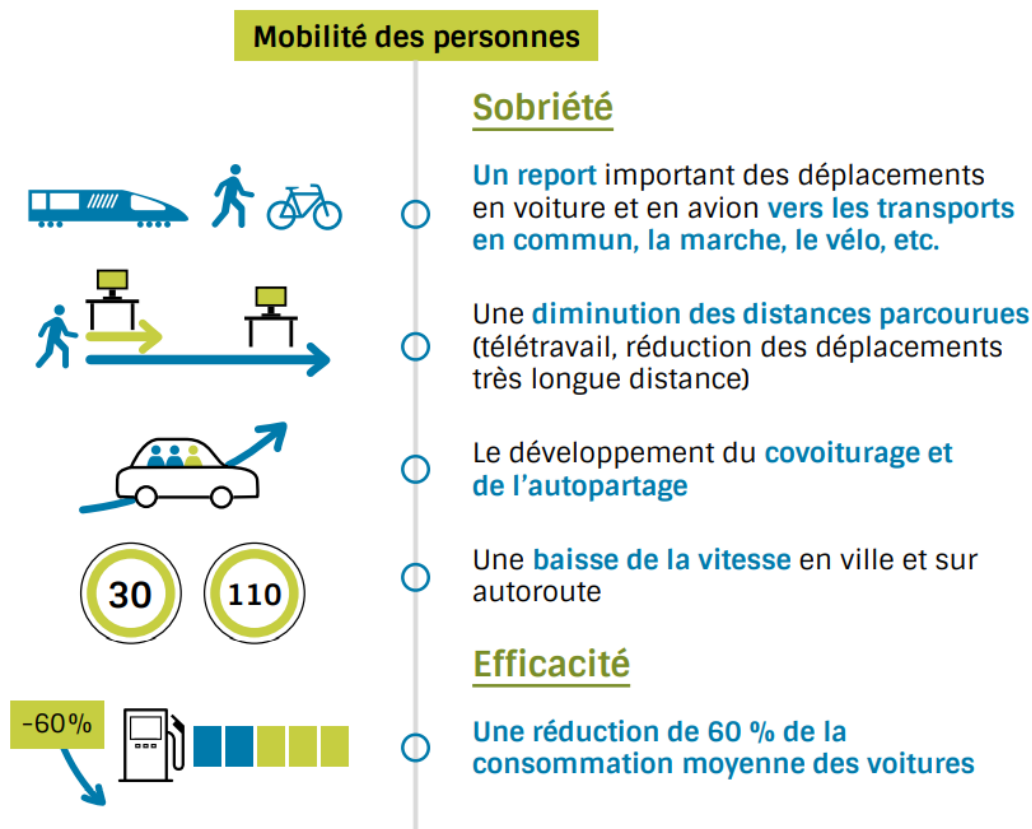 Mobilité des personnes
Sobriété
Un report important des déplacements
en voiture et en avion vers les transports
en commun, la marche, le vélo, etc.
Une diminution des distances parcourues
(télétravail, réduction des déplacements
très longue distance)
Le développement du covoiturage et
de l'autopartage
30
110
Une baisse de la vitesse en ville et sur
autoroute
Efficacité
-60%
Une réduction de 60 % de la
consommation moyenne des voitures